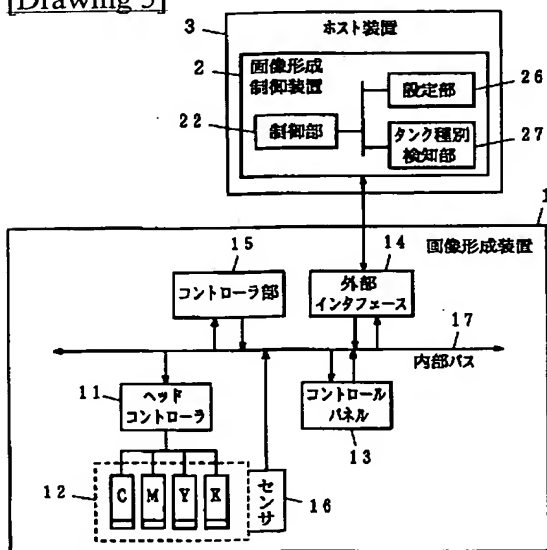 [Drawing 5]
3
ホスト装置
2
画像形成
制御装置
設定部
26
22
制御部
タンク種別
検知部
27
1
15
14
画像形成装置
コントローラ部
外部
インタフェース
17
内部バス
11
ヘッド
コントローラ
コントロール
パネル
13
12
C M Y K
センサ
16